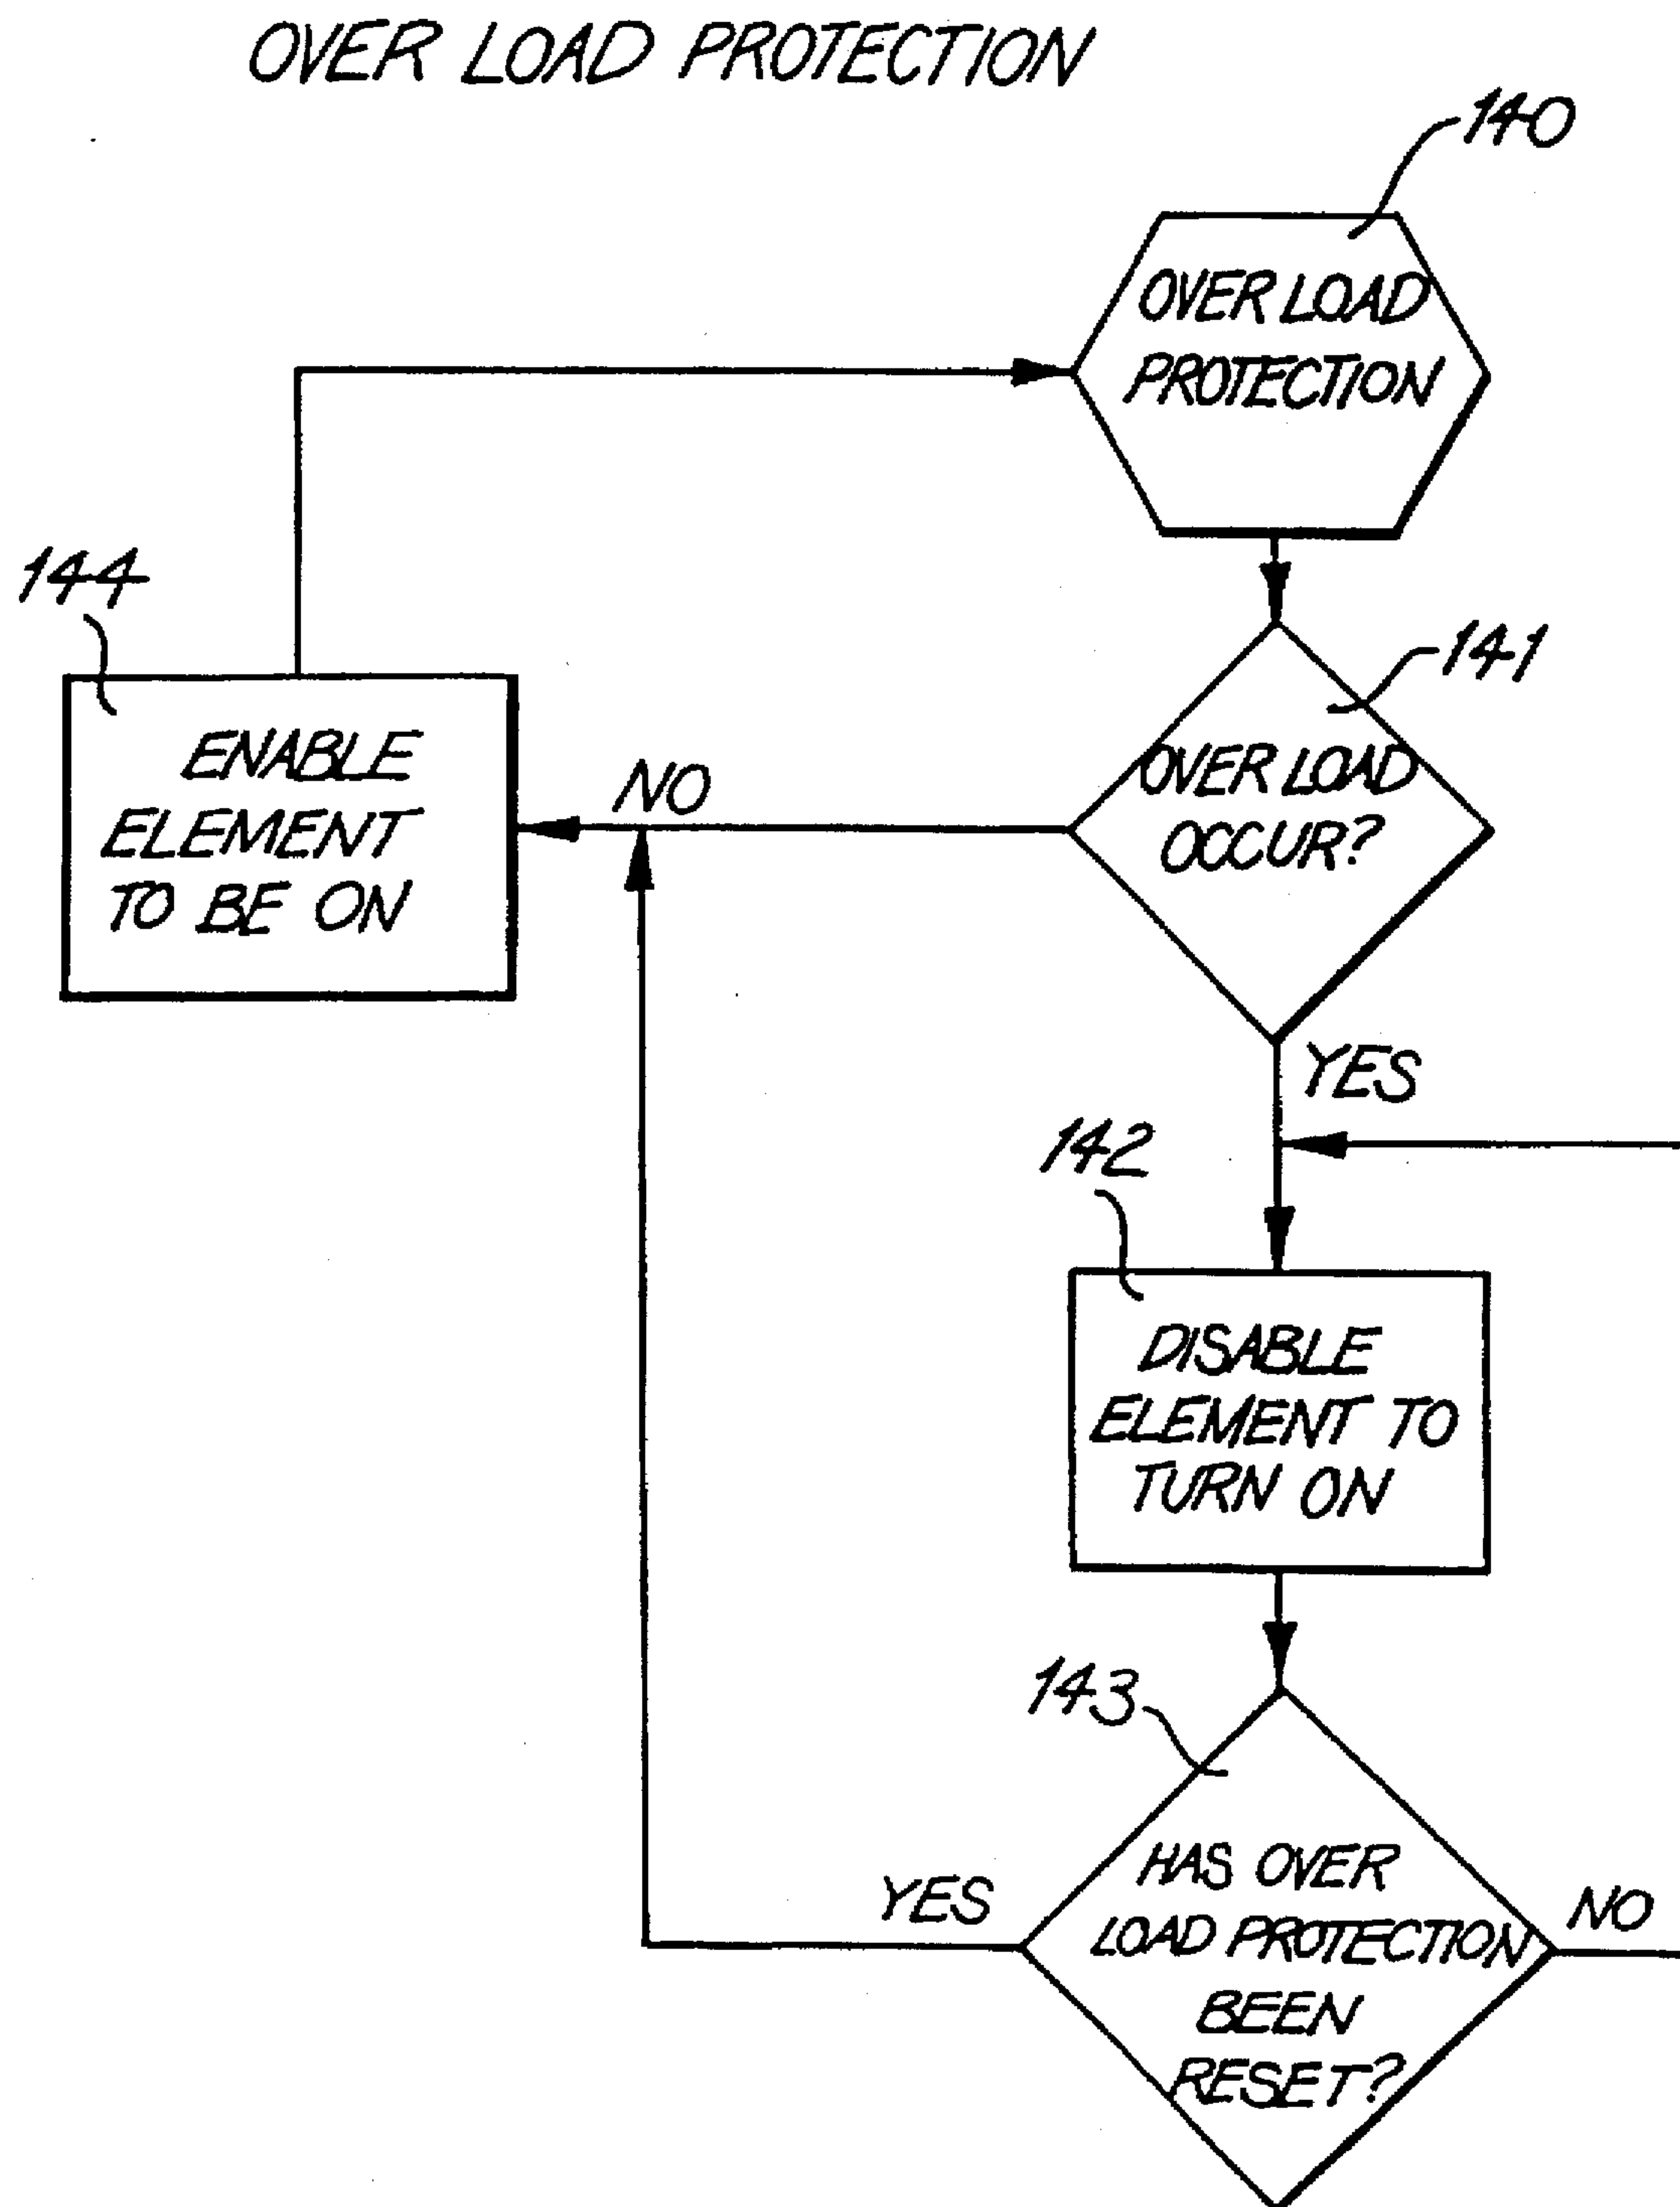 OVER LOAD PROTECTION
140
OVER LOAD
PROTECTION
144
141
ENABLE
ELEMENT
TO BE ON
NO
OVER LOAD
OCCUR?
YES
142
DISABLE
ELEMENT TO
TURN ON
143
YES
HAS OVER
LOAD PROTECTION
BEEN
RESET?
NO